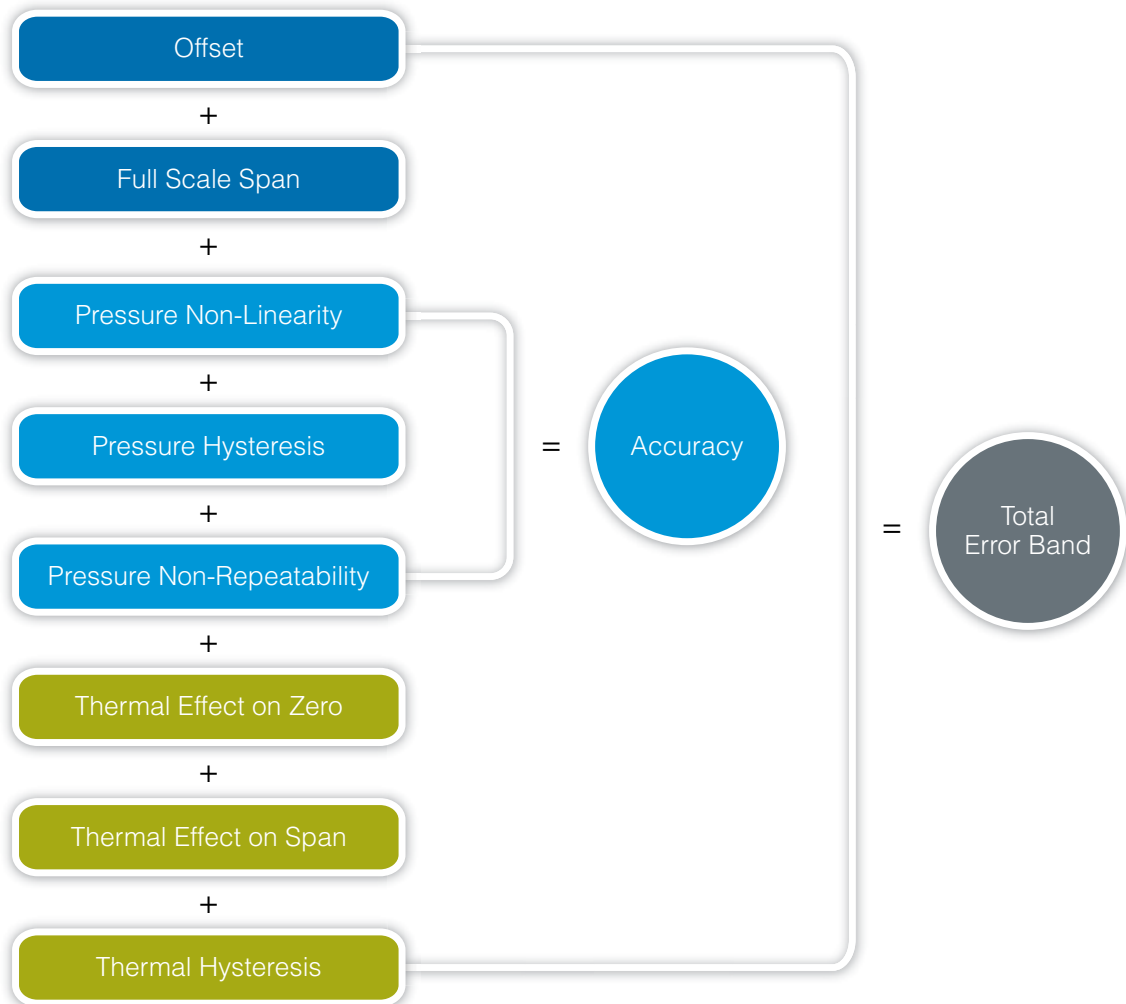 Offset
+
Full Scale Span
+
Pressure Non-Linearity
+
Pressure Hysteresis
+
Pressure Non-Repeatability
=
Accuracy
+
Thermal Effect on Zero
+
Thermal Effect on Span
+
Thermal Hysteresis
=
Total
Error Band